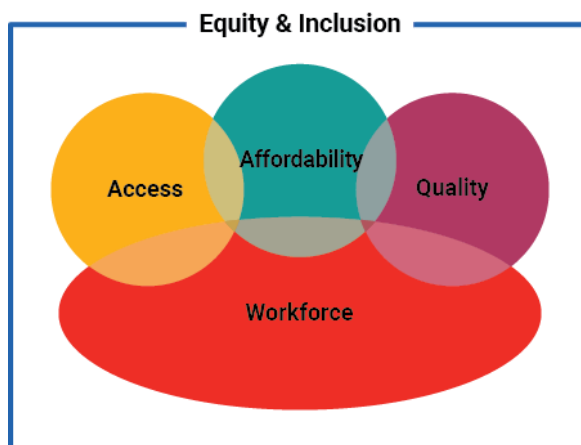 Equity & Inclusion
Affordability
Access
Quality
Workforce